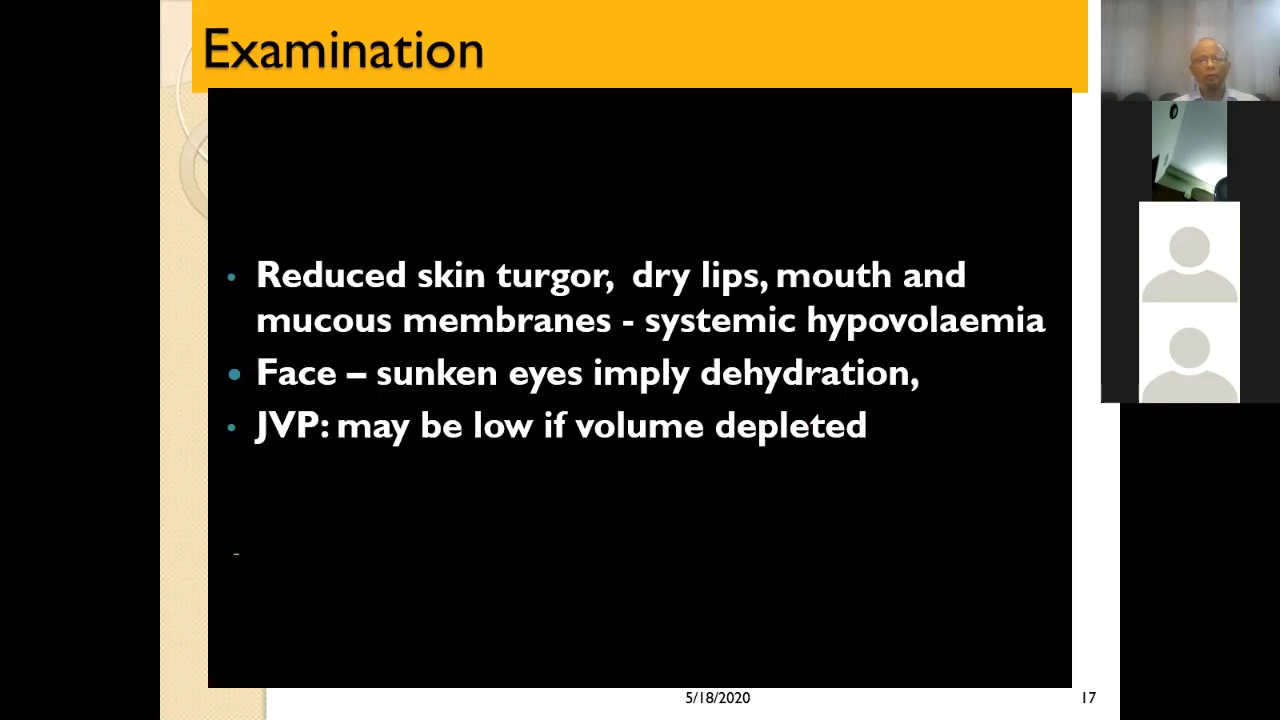 Examination
• Reduced skin turgor, dry lips, mouth and
mucous membranes - systemic hypovolaemia
• Face – sunken eyes imply dehydration,
• JVP: may be low if volume depleted
-
5/18/2020
17